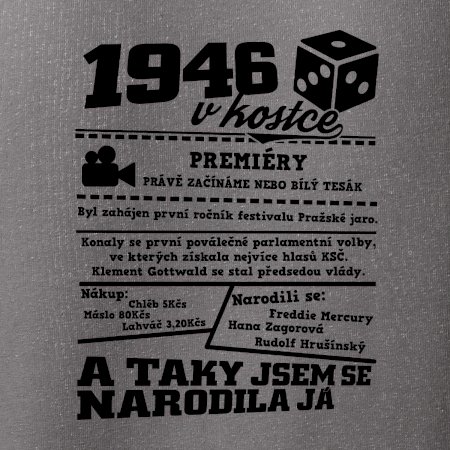 1946
v kostce
PREMIÉRY
PRÁVĚ ZAČÍNÁME NEBO BÍLÝ TESÁK
Byl zahájen první ročník festivalu Pražské jaro.
Konaly se první poválečné parlamentní volby,
ve kterých získala nejvíce hlasů KSČ.
Klement Gottwald se stal předsedou vlády.
Nákup:
Chléb 5Kčs
Máslo 80Kčs
Lahváč 3,20Kčs
Narodili se:
Freddie Mercury
Hana Zagorová
Rudolf Hrušínský
A TAKY JSEM SE
NARODILA JÁ